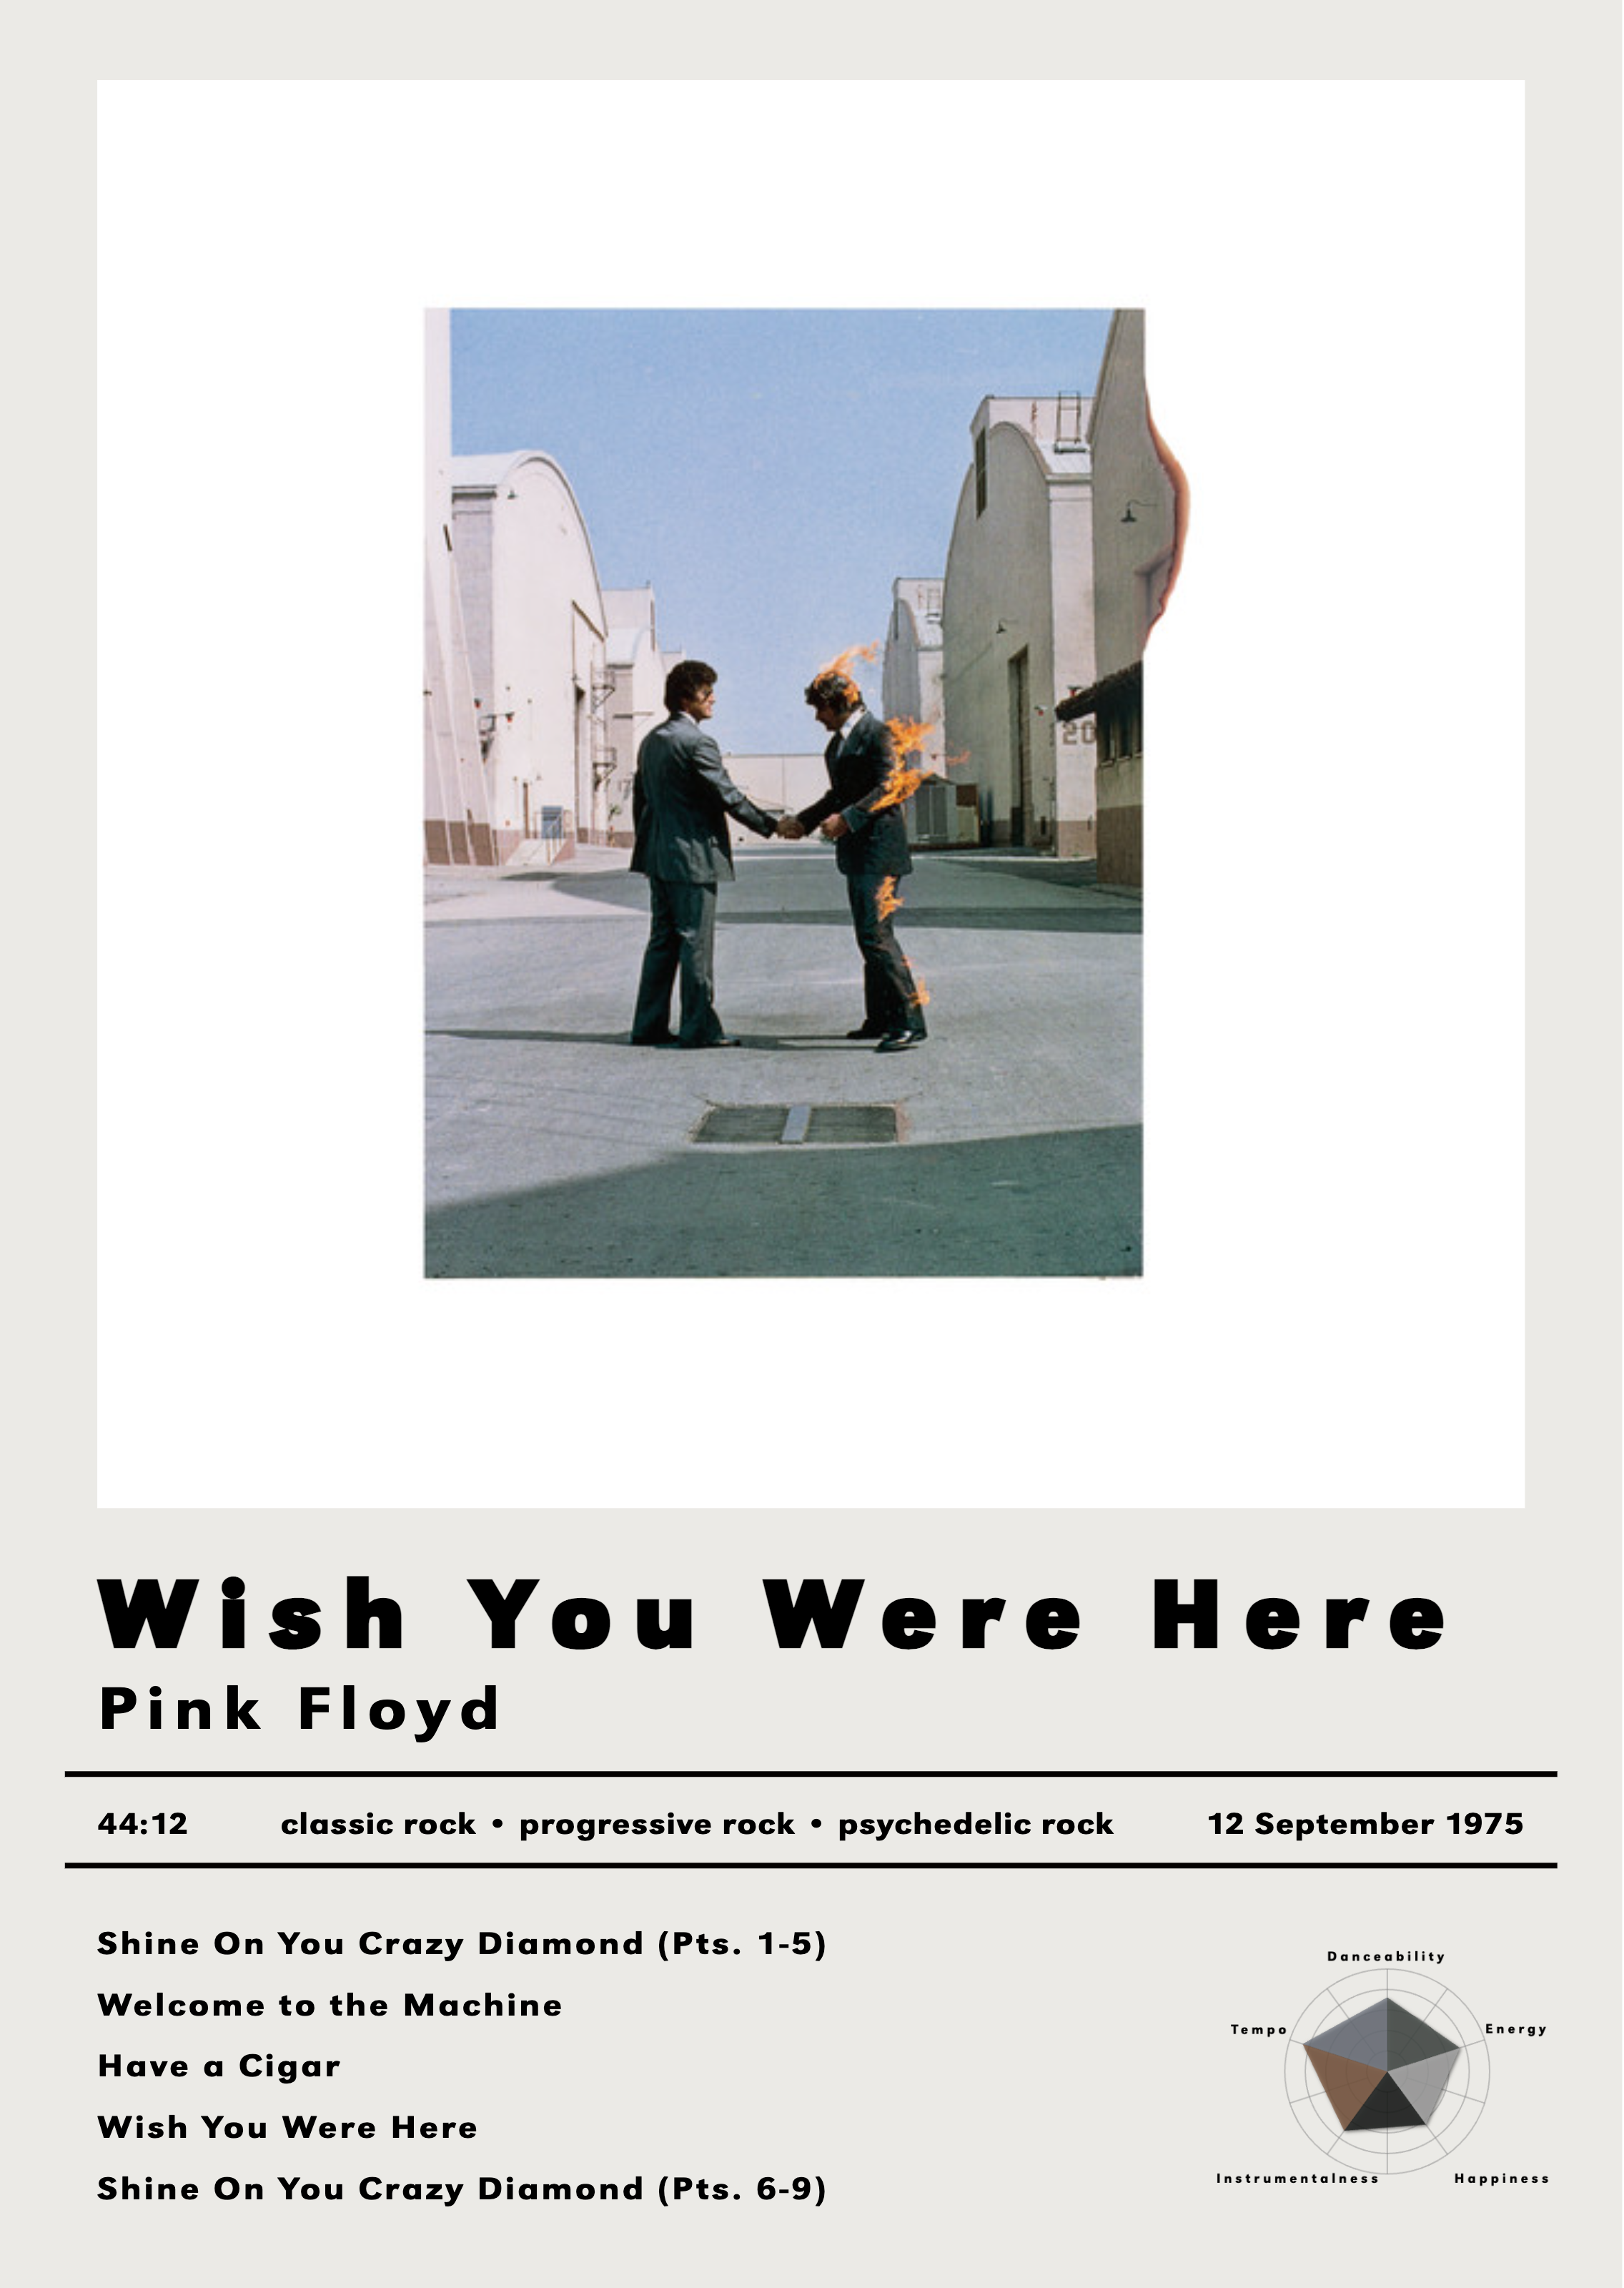 20
Wish You Were Here
Pink Floyd
44:12 classic rock • progressive rock • psychedelic rock 12 September 1975
Shine On You Crazy Diamond (Pts. 1-5)
Welcome to the Machine
Have a Cigar
Wish You Were Here
Shine On You Crazy Diamond (Pts. 6-9)
Danceability
Tempo
Energy
Instrumentalness
Happiness